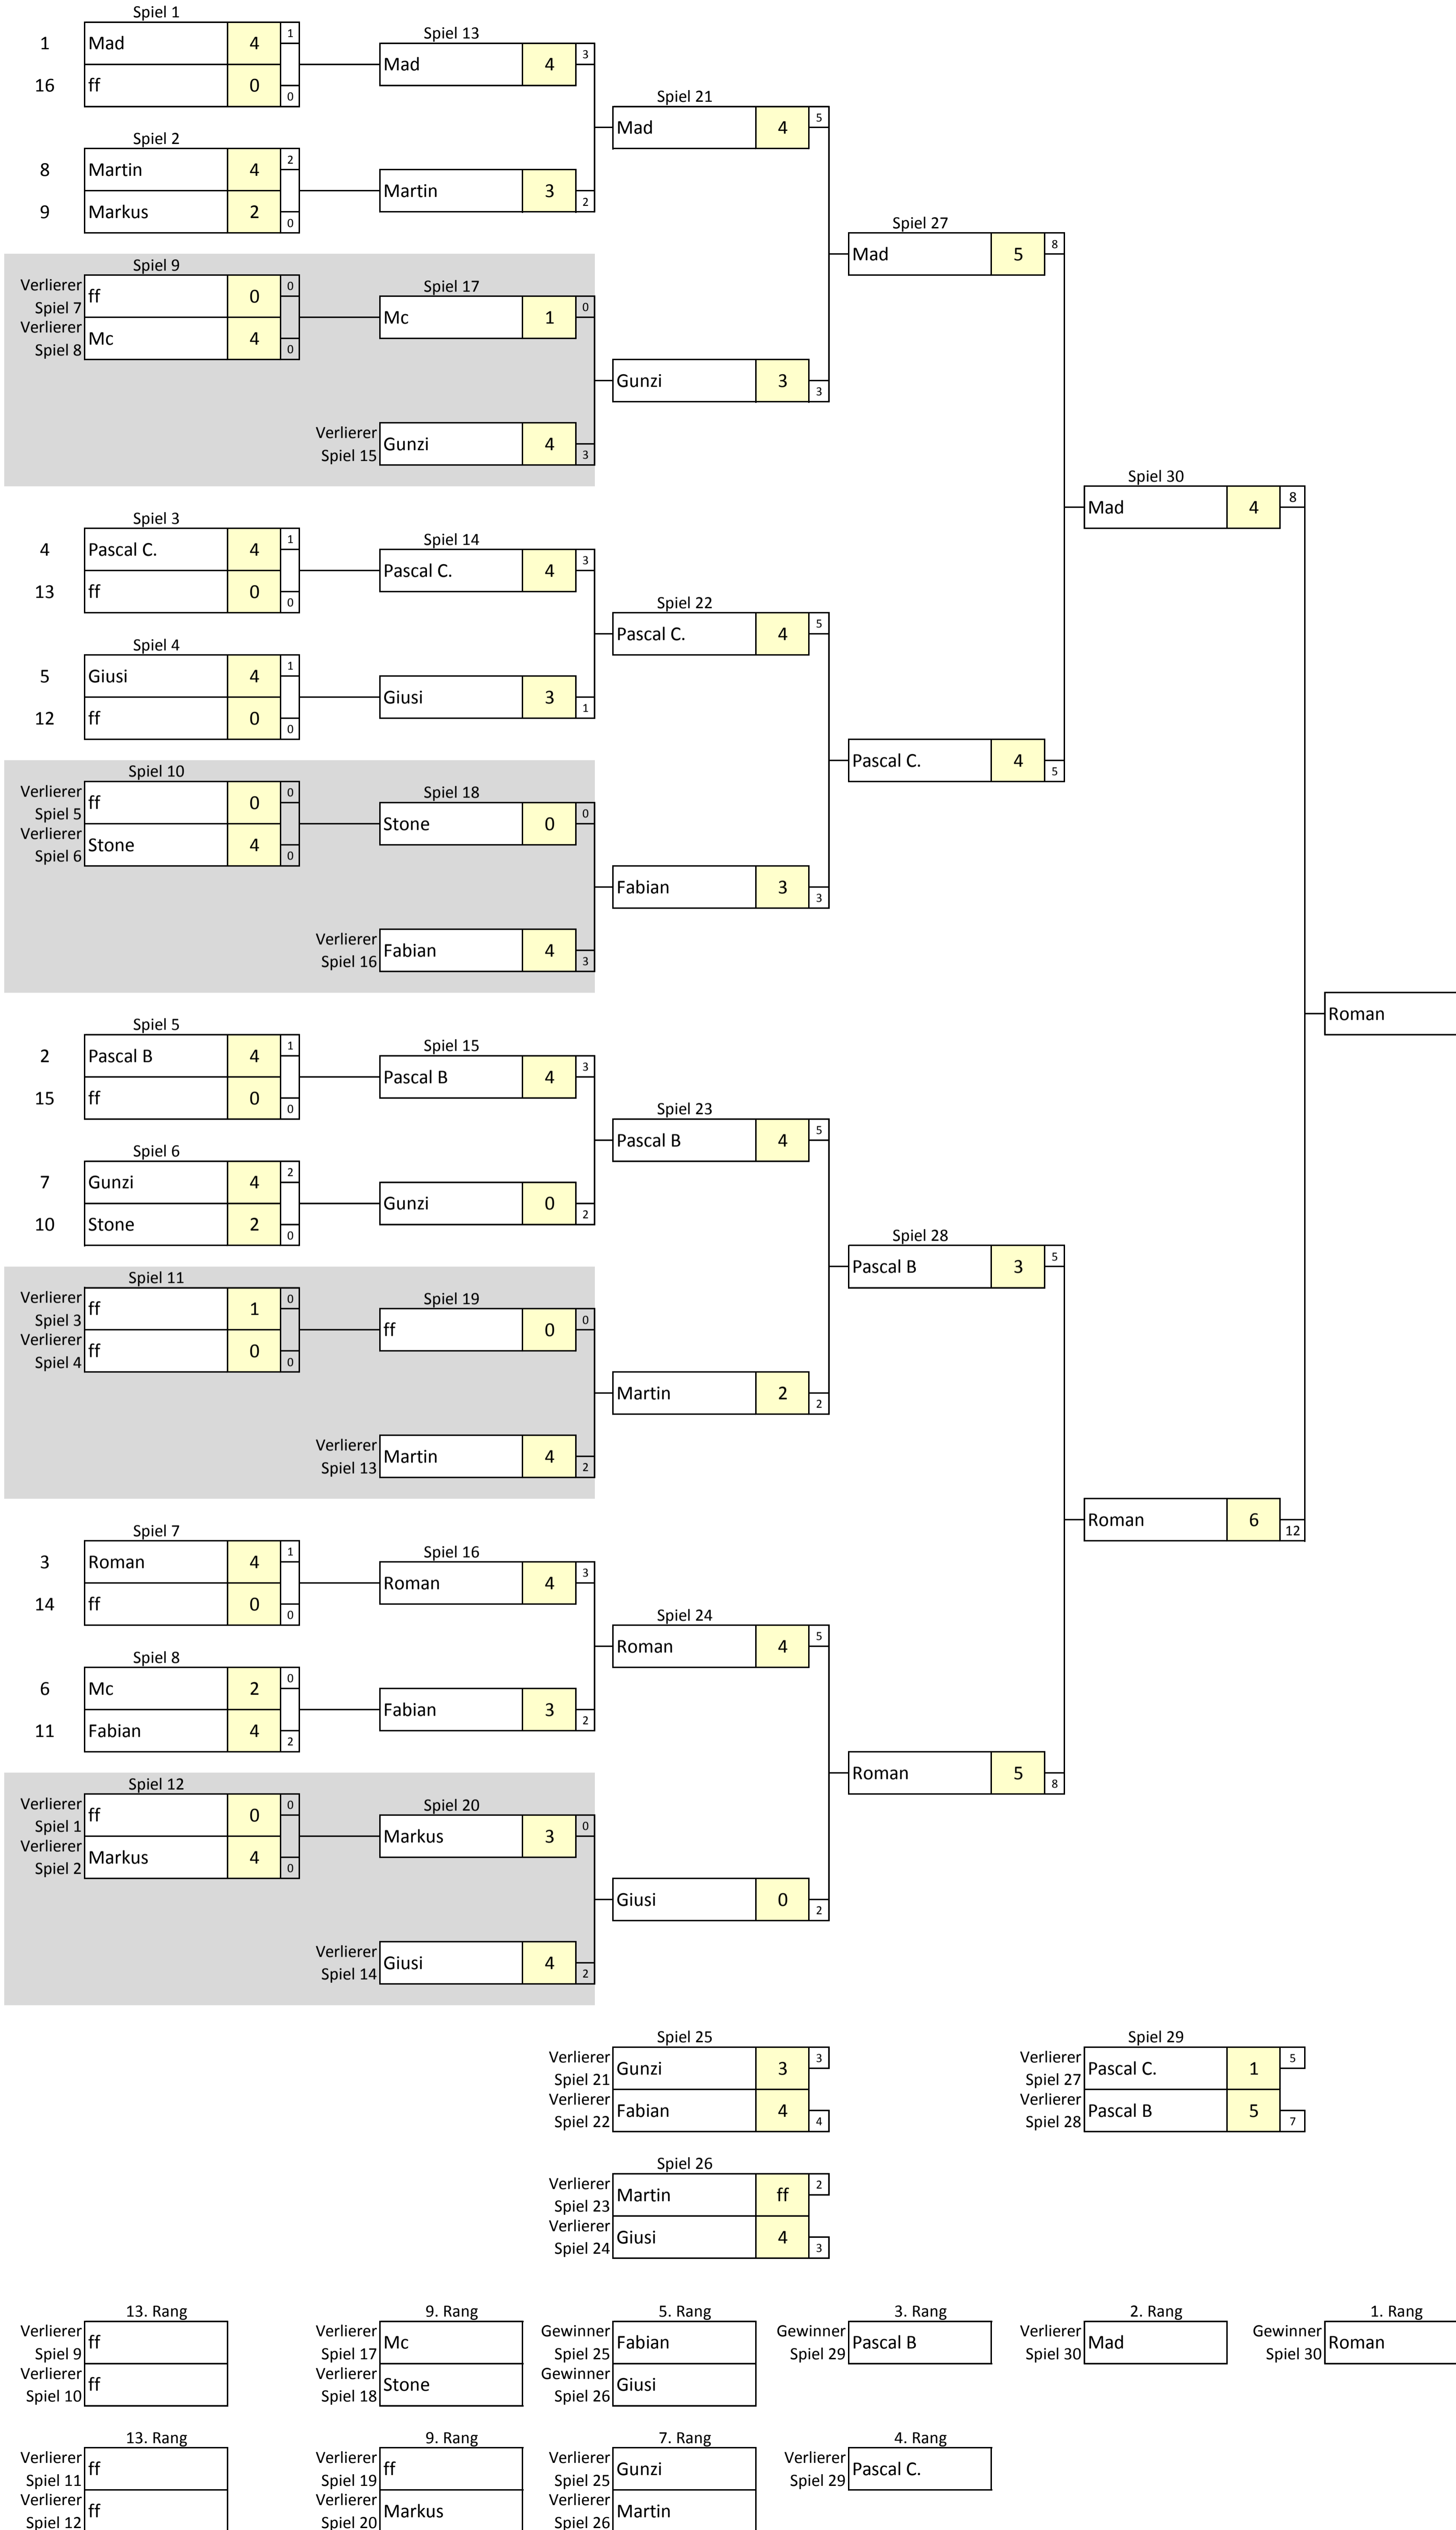 Spiel 1
1 Mad 4 1
16 ff 0 0
Spiel 13
Mad 4 3
Spiel 2
8 Martin 4 2
9 Markus 2 0
Martin 3 2
Spiel 21
Mad 4 5
Spiel 9
Verlierer
Spiel 7
ff 0 0
Verlierer
Spiel 8
Mc 4 0
Spiel 17
Mc 1 0
Verlierer
Spiel 15
Gunzi 4 3
Gunzi 3 3
Spiel 27
Mad 5 8
Spiel 3
4 Pascal C. 4 1
13 ff 0 0
Spiel 14
Pascal C. 4 3
Spiel 4
5 Giusi 4 1
12 ff 0 0
Giusi 3 1
Spiel 22
Pascal C. 4 5
Spiel 10
Verlierer
Spiel 5
ff 0 0
Verlierer
Spiel 6
Stone 4 0
Spiel 18
Stone 0 0
Verlierer
Spiel 16
Fabian 4 3
Fabian 3 3
Pascal C. 4 5
Spiel 30
Mad 4 8
Roman
Spiel 5
2 Pascal B 4 1
15 ff 0 0
Spiel 15
Pascal B 4 3
Spiel 6
7 Gunzi 4 2
10 Stone 2 0
Gunzi 0 2
Spiel 23
Pascal B 4 5
Spiel 11
Verlierer
Spiel 3
ff 1 0
Verlierer
Spiel 4
ff 0 0
Spiel 19
ff 0 0
Verlierer
Spiel 13
Martin 4 2
Martin 2 2
Spiel 28
Pascal B 3 5
Roman 6 12
Spiel 7
3 Roman 4 1
14 ff 0 0
Spiel 16
Roman 4 3
Spiel 8
6 Mc 2 0
11 Fabian 4 2
Fabian 3 2
Spiel 24
Roman 4 5
Spiel 12
Verlierer
Spiel 1
ff 0 0
Verlierer
Spiel 2
Markus 4 0
Spiel 20
Markus 3 0
Verlierer
Spiel 14
Giusi 4 2
Giusi 0 2
Roman 5 8
Spiel 25
Verlierer
Spiel 21
Gunzi 3 3
Verlierer
Spiel 22
Fabian 4 4
Spiel 29
Verlierer
Spiel 27
Pascal C. 1 5
Verlierer
Spiel 28
Pascal B 5 7
Spiel 26
Verlierer
Spiel 23
Martin ff 2
Verlierer
Spiel 24
Giusi 4 3
13. Rang
Verlierer
Spiel 9
ff
Verlierer
Spiel 10
ff
9. Rang
Verlierer
Spiel 17
Mc
Verlierer
Spiel 18
Stone
5. Rang
Gewinner
Spiel 25
Fabian
Gewinner
Spiel 26
Giusi
3. Rang
Gewinner
Spiel 29
Pascal B
2. Rang
Verlierer
Spiel 30
Mad
1. Rang
Gewinner
Spiel 30
Roman
13. Rang
Verlierer
Spiel 11
ff
Verlierer
Spiel 12
ff
9. Rang
Verlierer
Spiel 19
ff
Verlierer
Spiel 20
Markus
7. Rang
Verlierer
Spiel 25
Gunzi
Verlierer
Spiel 26
Martin
4. Rang
Verlierer
Spiel 29
Pascal C.